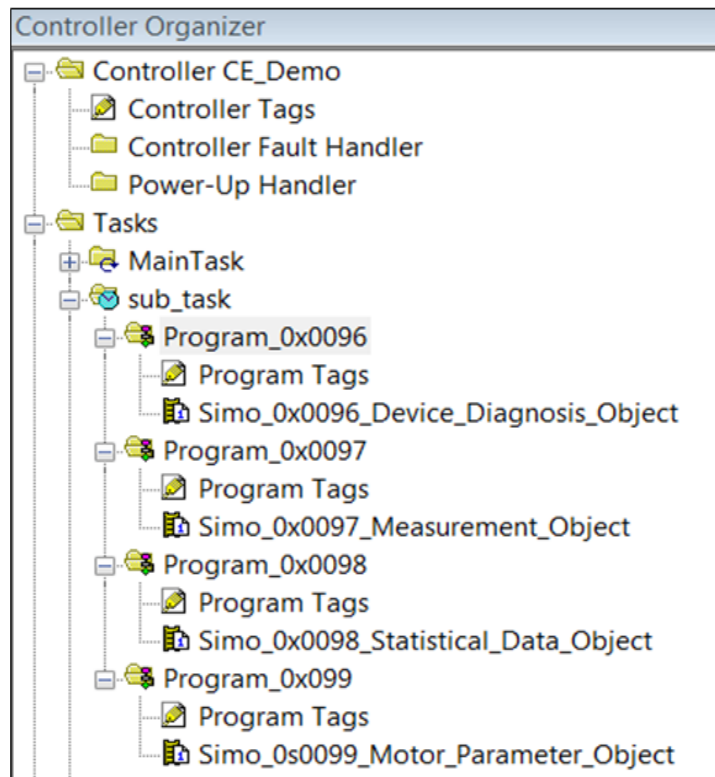 Controller Organizer
Controller CE_Demo
Controller Tags
Controller Fault Handler
Power-Up Handler
Tasks
MainTask
sub_task
Program_0x0096
Program Tags
Simo_0x0096_Device_Diagnosis_Object
Program_0x0097
Program Tags
Simo_0x0097_Measurement_Object
Program_0x0098
Program Tags
Simo_0x0098_Statistical_Data_Object
Program_0x099
Program Tags
Simo_0s0099_Motor_Parameter_Object